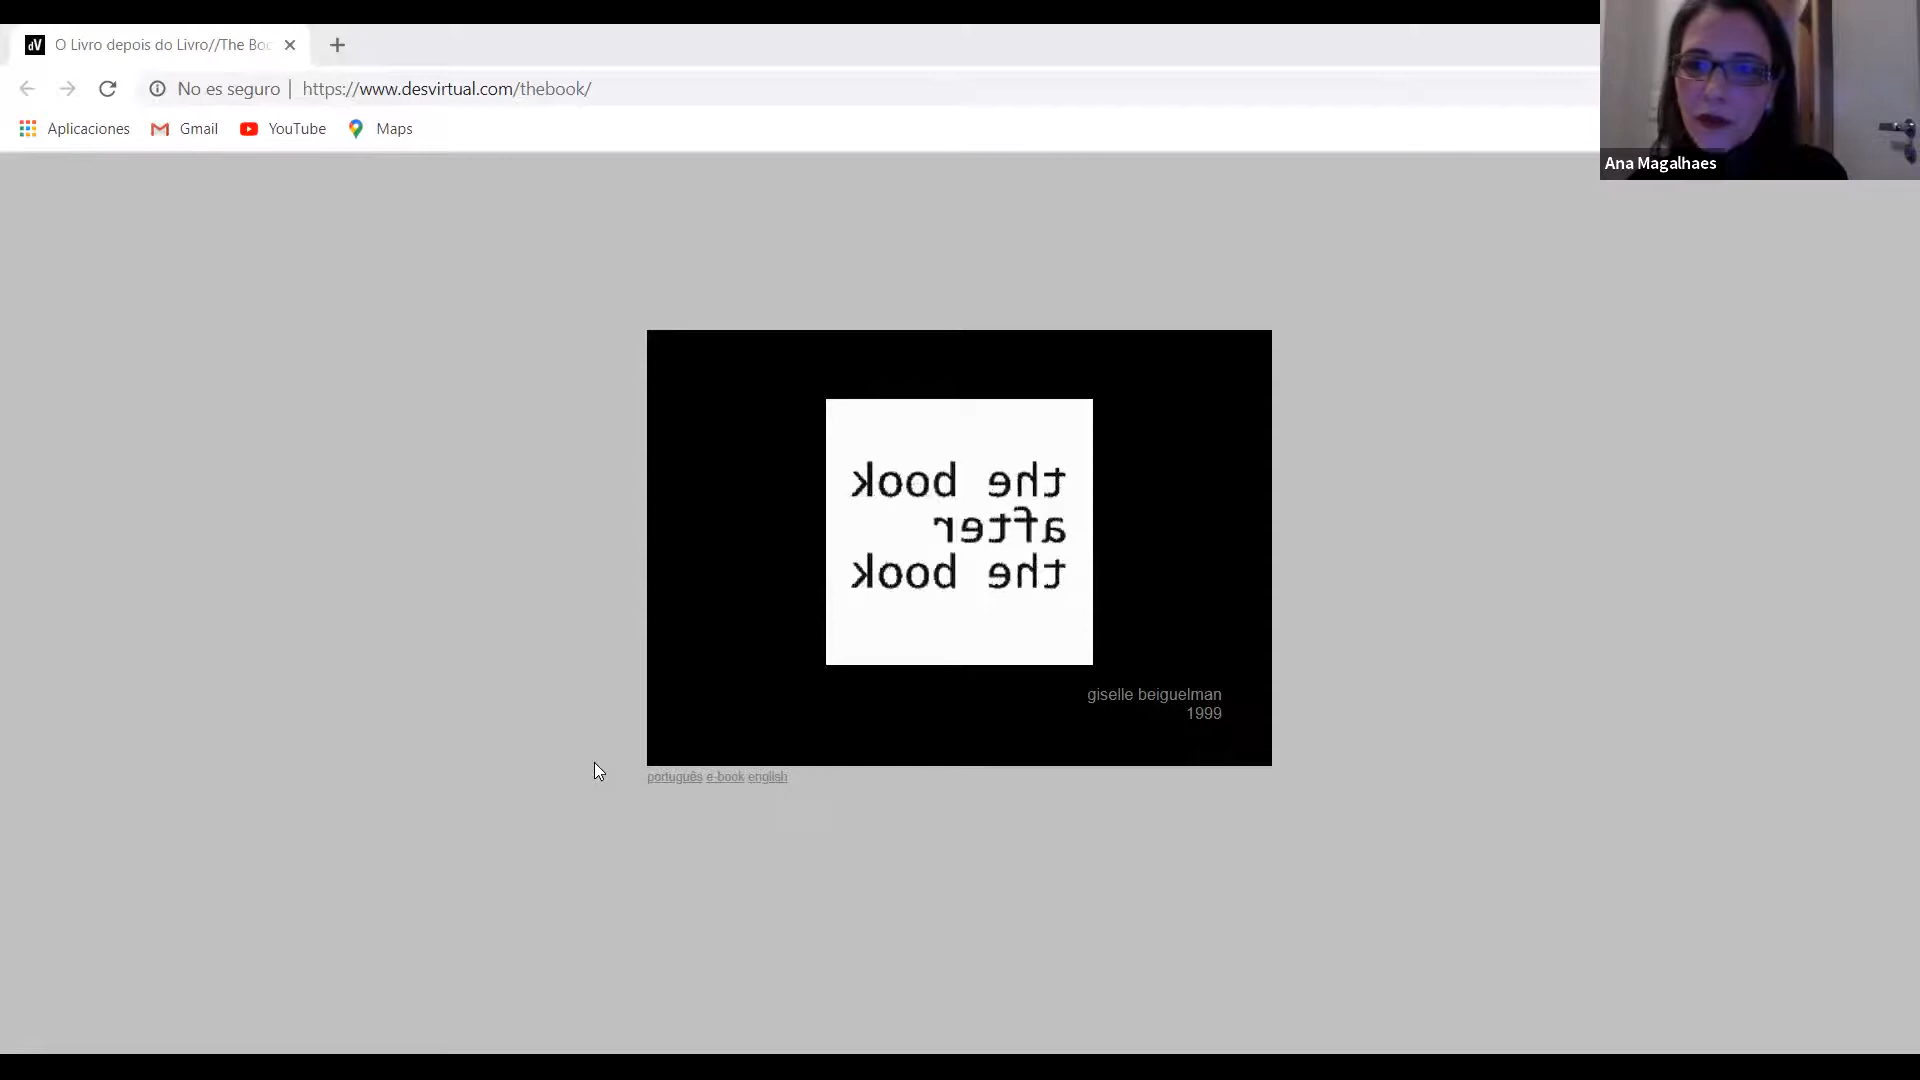 dV O Livro depois do Livro//The Boo
No es seguro | https://www.desvirtual.com/thebook/
Aplicaciones Gmail YouTube Maps
Ana Magalhaes
the book
after
the book
giselle beiguelman
1999
português e-book english